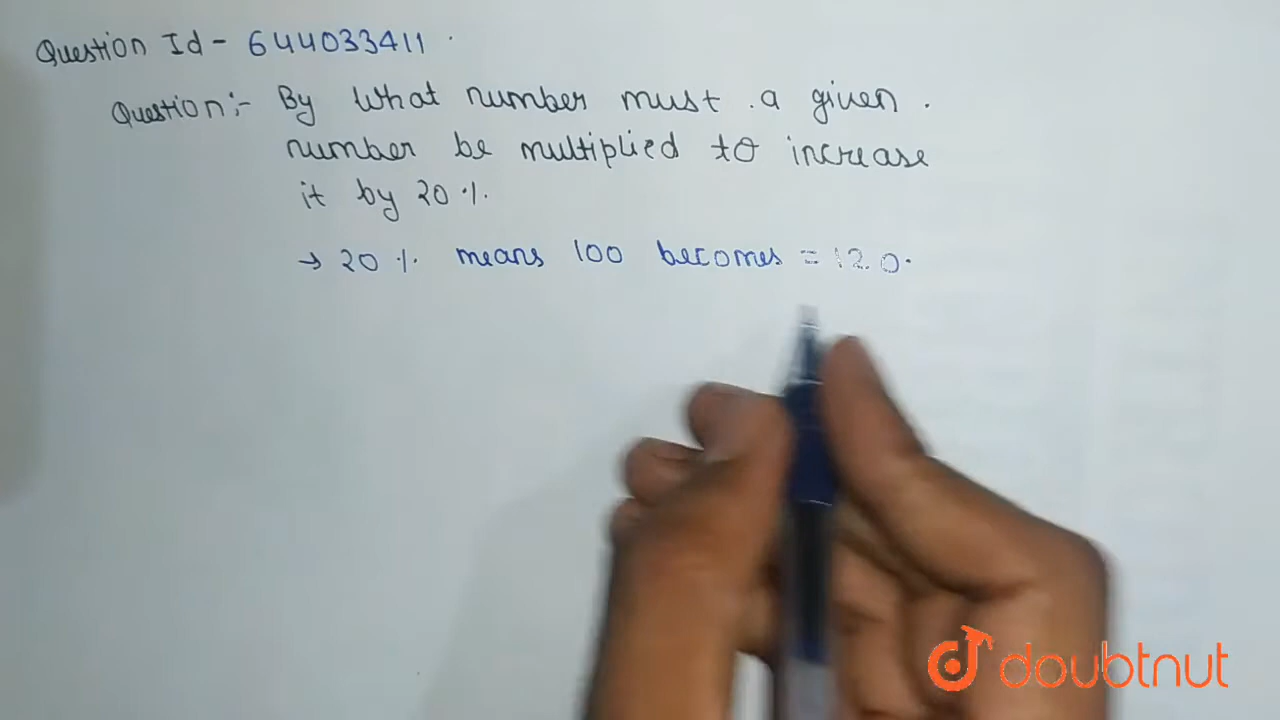 Question Id - 644033411
Question:- By what number must a given
number be multiplied to increase
it by 20%.
→ 20% means 100 becomes = 120.
doubtnut